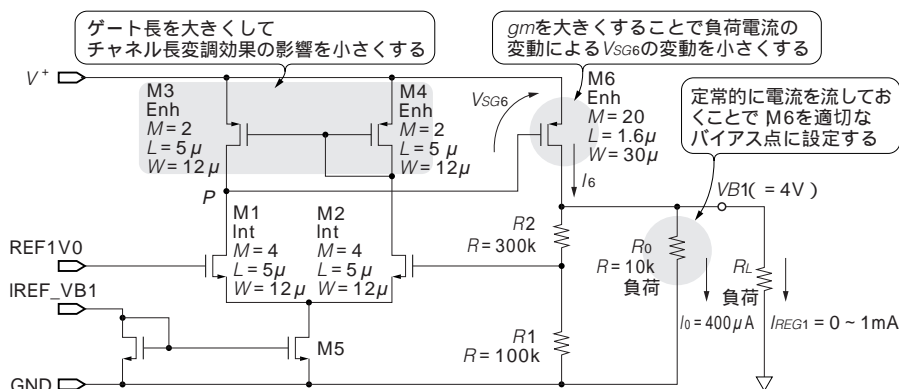 ゲート長を大きくして
チャネル長変調効果の影響を小さくする
gmを大きくすることで負荷電流の
変動によるVSG6の変動を小さくする
定常的に電流を流してお
くことで M6を適切な
バイアス点に設定する
V+
M3
Enh
M=2
L=5μ
W=12μ
M4
Enh
M=2
L=5μ
W=12μ
VSG6
M6
Enh
M=20
L=1.6μ
W=30μ
I6
P
VB1(=4V)
M1
Int
M=4
L=5μ
W=12μ
M2
Int
M=4
L=5μ
W=12μ
R2
R=300k
R0
R=10k
負荷
RL
負荷
REF1V0
IREF_VB1
I0=400μA
IREG1=0~1mA
M5
R1
R=100k
GND